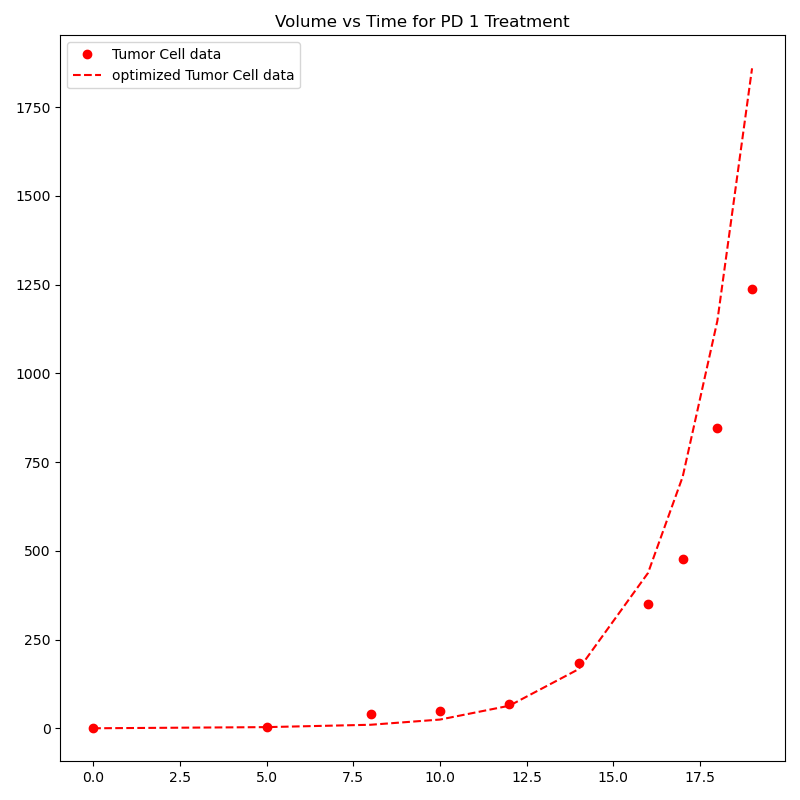 Volume vs Time for PD 1 Treatment
Tumor Cell data
optimized Tumor Cell data
1750
1500
1250
1000
750
500
250
0
0.0 2.5 5.0 7.5 10.0 12.5 15.0 17.5